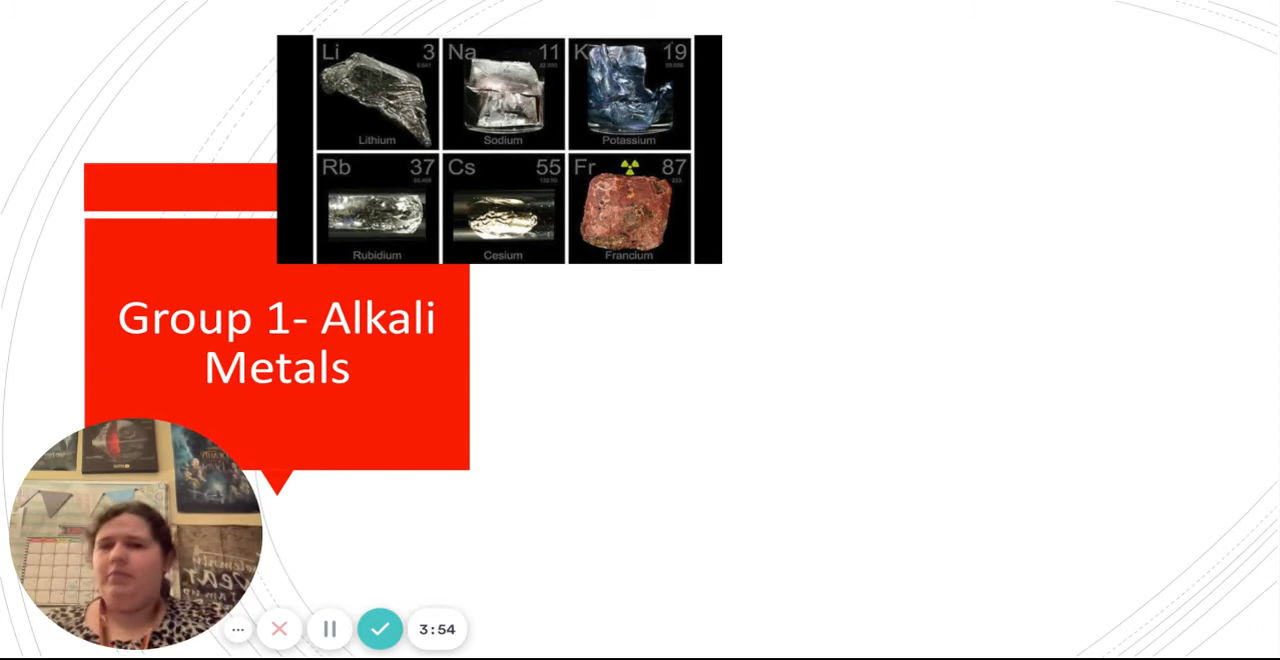 Li 3 Na 11 K 19
Lithium Sodium Potassium
Rb 37 Cs 55 Fr 87
Rubidium Cesium Francium
Group 1- Alkali
Metals
3:54